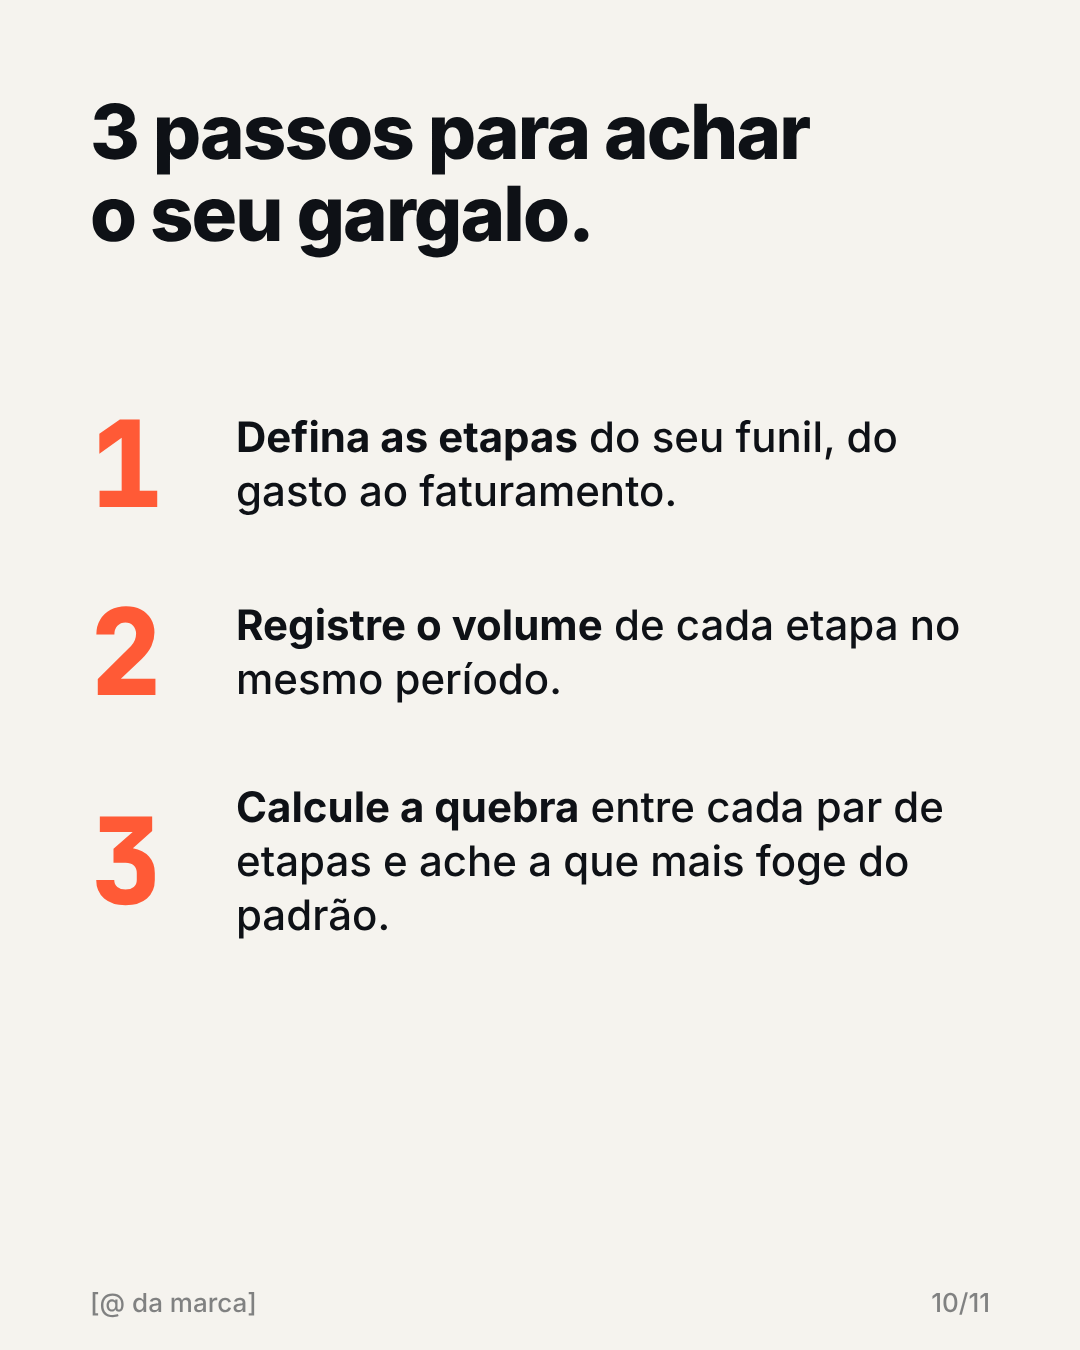 3 passos para achar
o seu gargalo.
1
Defina as etapas do seu funil, do
gasto ao faturamento.
2
Registre o volume de cada etapa no
mesmo período.
3
Calcule a quebra entre cada par de
etapas e ache a que mais foge do
padrão.
[@ da marca]
10/11